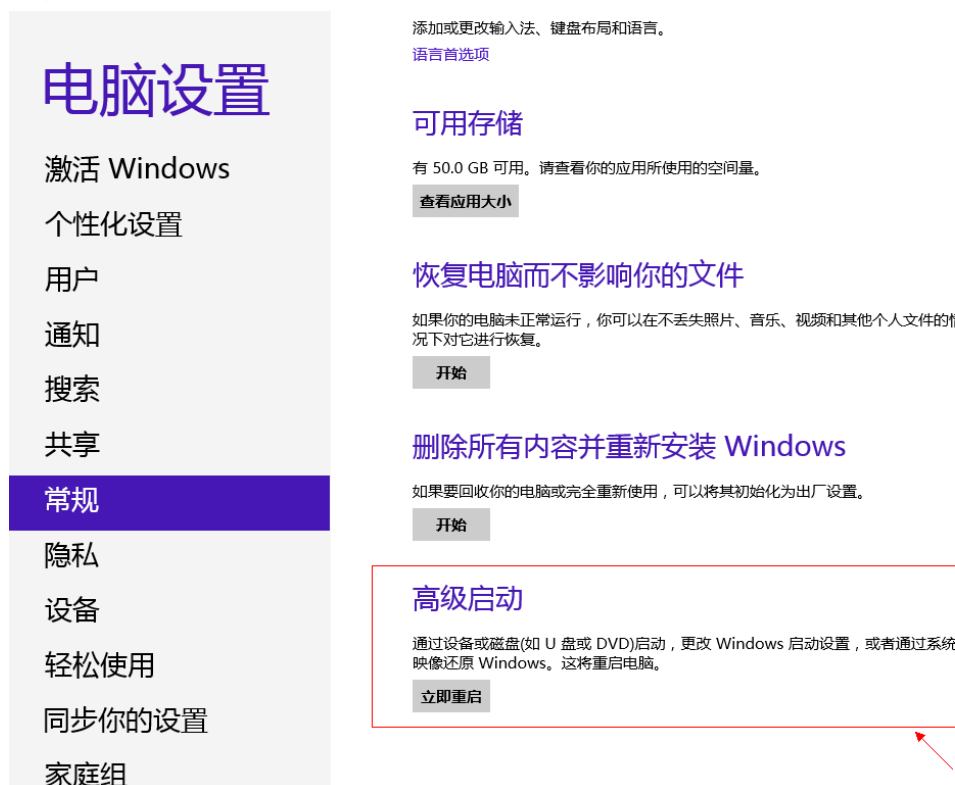 电脑设置
激活 Windows
个性化设置
用户
通知
搜索
共享
常规
隐私
设备
轻松使用
同步你的设置
家庭组
添加或更改输入法、键盘布局和语言。
语言首选项
可用存储
有 50.0 GB 可用。请查看你的应用所使用的空间量。
查看应用大小
恢复电脑而不影响你的文件
如果你的电脑未正常运行，你可以在不丢失照片、音乐、视频和其他个人文件的情
况下对它进行恢复。
开始
删除所有内容并重新安装 Windows
如果要回收你的电脑或完全重新使用，可以将其初始化为出厂设置。
开始
高级启动
通过设备或磁盘(如 U 盘或 DVD)启动，更改 Windows 启动设置，或者通过系统
映像还原 Windows。这将重启电脑。
立即重启